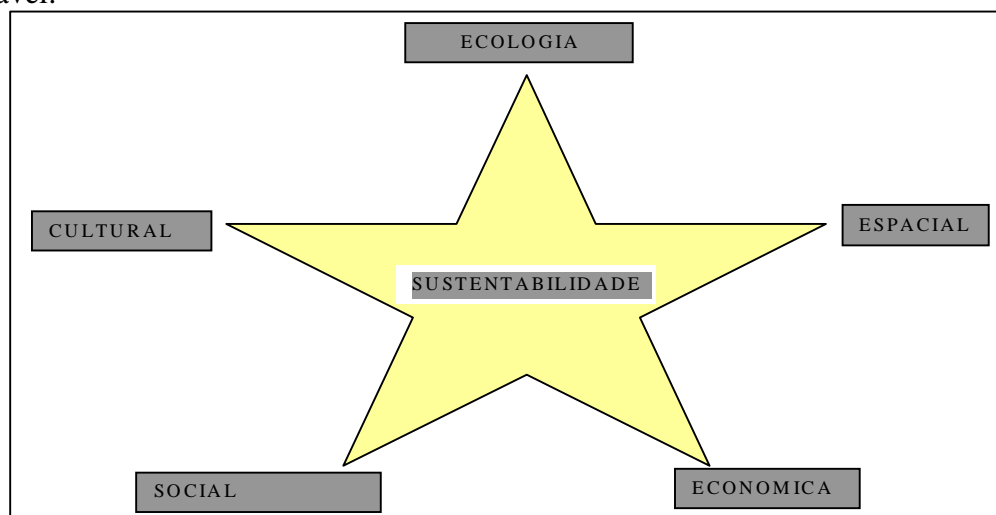 ECOLOGIA
CULTURAL
ESPACIAL
SUSTENTABILIDADE
SOCIAL
ECONOMICA